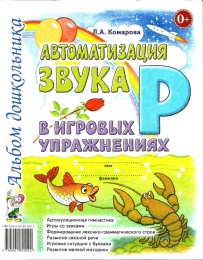 Альбом дошкольника
0+
Л.А. Комарова
АВТОМАТИЗАЦИЯ
ЗВУКА Р
В ИГРОВЫХ
УПРАЖНЕНИЯХ
имя
Артикуляционная гимнастика
Игры со звуками
Формирование лексико-грамматического строя
Развитие связной речи
Игровые ситуации с буквами
Развитие мелкой моторики